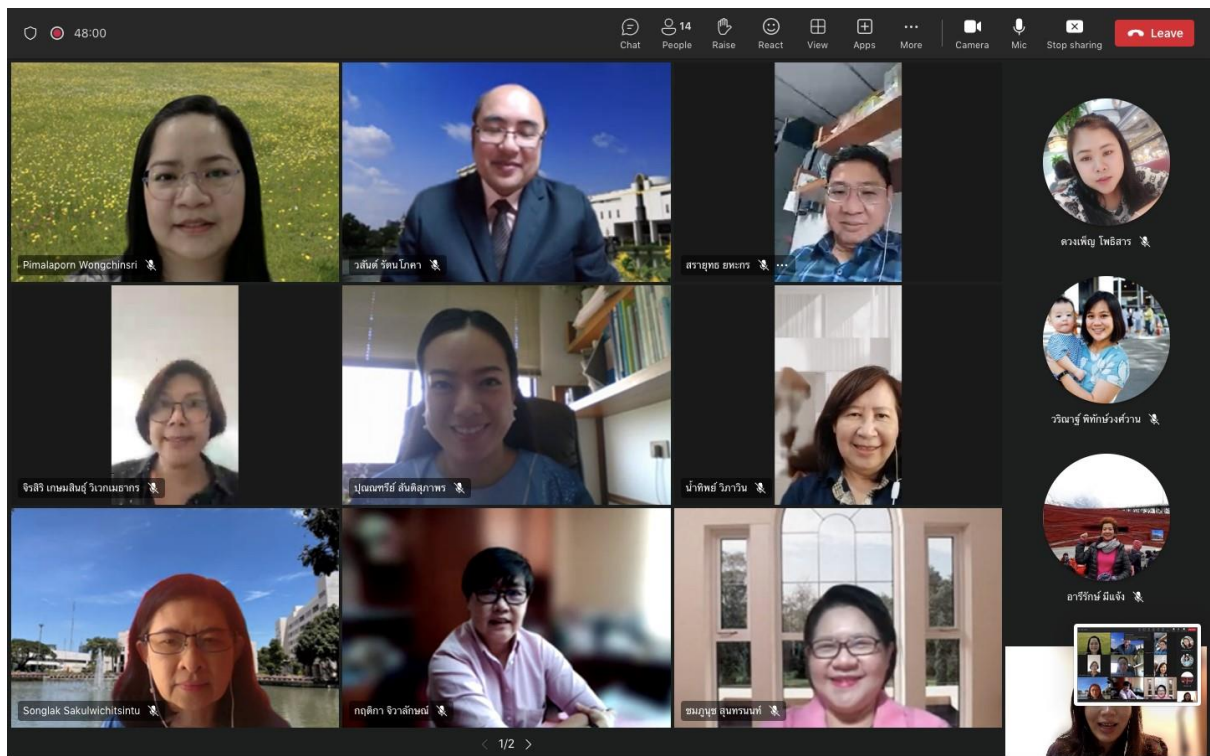 48:00
Chat
14
People
Raise
React
View
Apps
More
Camera
Mic
Stop sharing
Leave
Pimalaporn Wongchinsri
วสันต์ รัตนโภคา
สรายุทธ ยหะกร
ดวงเพ็ญ โพธิสาร
วริณาฐ์ พิทักษ์วงศ์วาน
จิรสิริ เกษมสินธุ์ วิเวกเมธากร
ปุณณฑรีย์ สันติสุภาพร
น้ำทิพย์ วิภาวิน
อารีรักษ์ มีแจ้ง
Songlak Sakulwichitsintu
กฤติกา จิวาลักษณ์
ชมภูนุช สุนทรนนท์
1/2